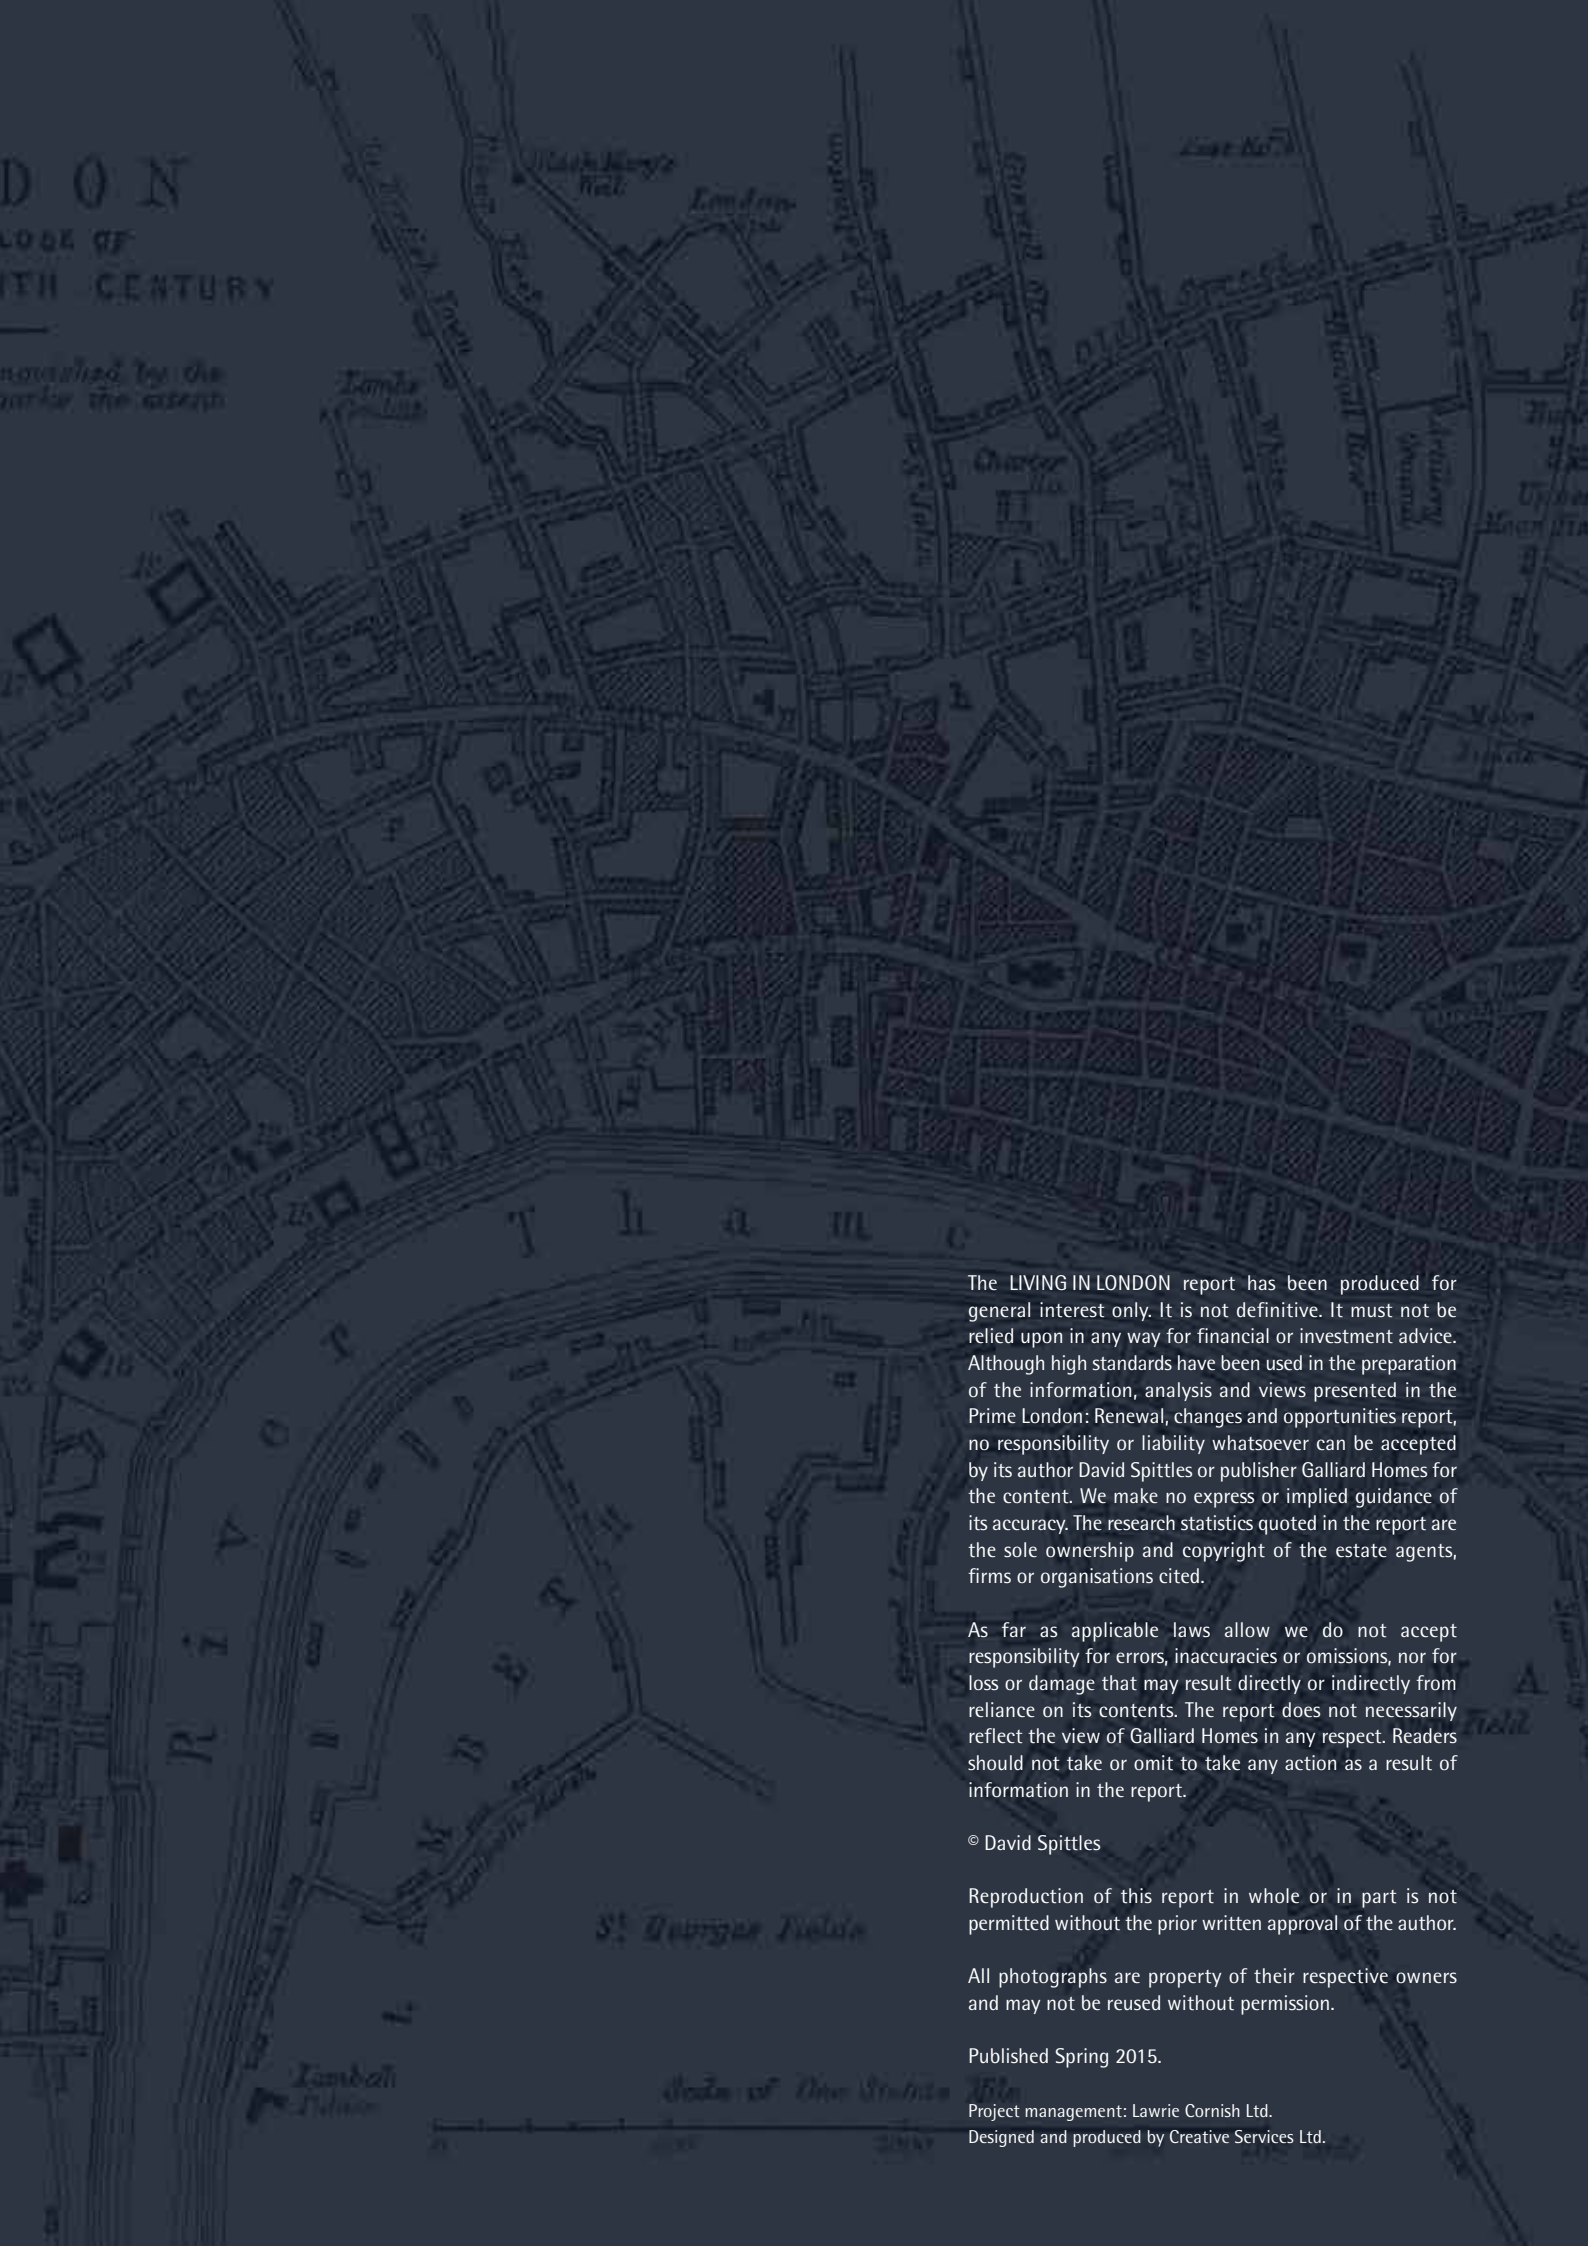 D O N
CENTURY
by the
the extent
London
Charter
T h a m e
R i v e r
Scale of One Statute Mile
The LIVING IN LONDON report has been produced for
general interest only. It is not definitive. It must not be
relied upon in any way for financial or investment advice.
Although high standards have been used in the preparation
of the information, analysis and views presented in the
Prime London: Renewal, changes and opportunities report,
no responsibility or liability whatsoever can be accepted
by its author David Spittles or publisher Galliard Homes for
the content. We make no express or implied guidance of
its accuracy. The research statistics quoted in the report are
the sole ownership and copyright of the estate agents,
firms or organisations cited.
As far as applicable laws allow we do not accept
responsibility for errors, inaccuracies or omissions, nor for
loss or damage that may result directly or indirectly from
reliance on its contents. The report does not necessarily
reflect the view of Galliard Homes in any respect. Readers
should not take or omit to take any action as a result of
information in the report.
© David Spittles
Reproduction of this report in whole or in part is not
permitted without the prior written approval of the author.
All photographs are property of their respective owners
and may not be reused without permission.
Published Spring 2015.
Project management: Lawrie Cornish Ltd.
Designed and produced by Creative Services Ltd.